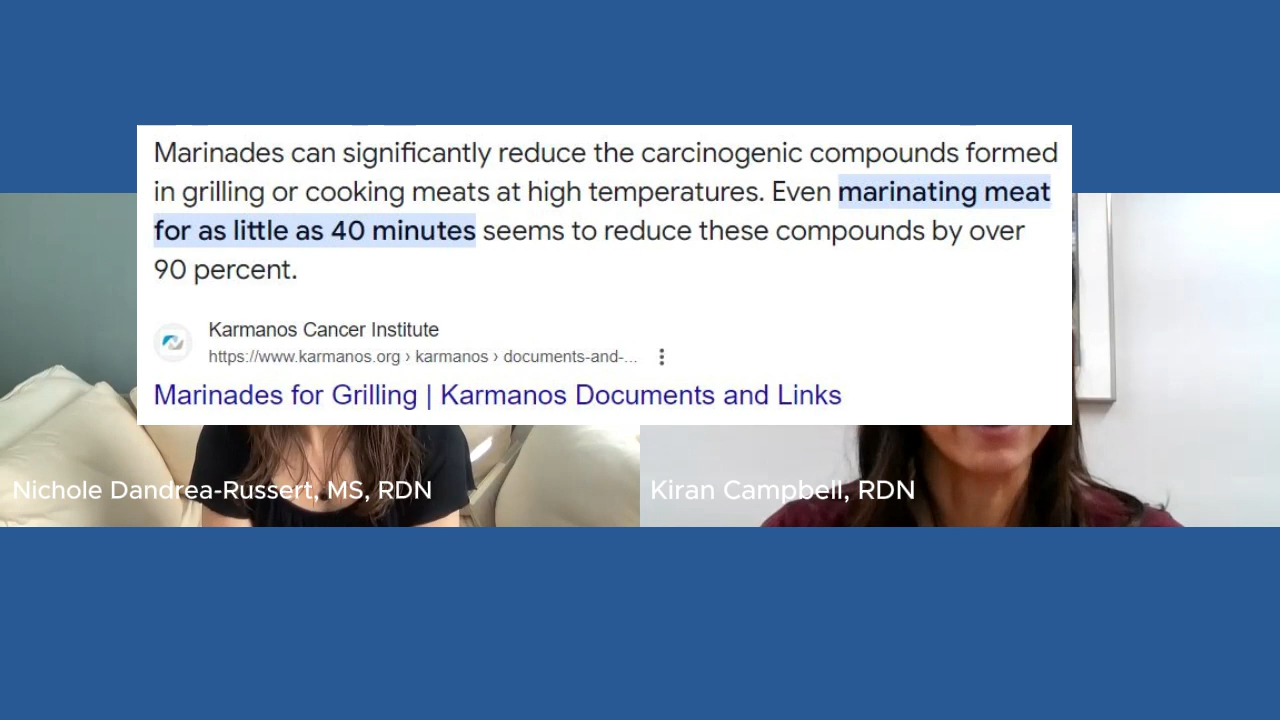 Marinades can significantly reduce the carcinogenic compounds formed
in grilling or cooking meats at high temperatures. Even marinating meat
for as little as 40 minutes seems to reduce these compounds by over
90 percent.
Karmanos Cancer Institute
https://www.karmanos.org › karmanos › documents-and-...
Marinades for Grilling | Karmanos Documents and Links
Nichole Dandrea-Russert, MS, RDN
Kiran Campbell, RDN